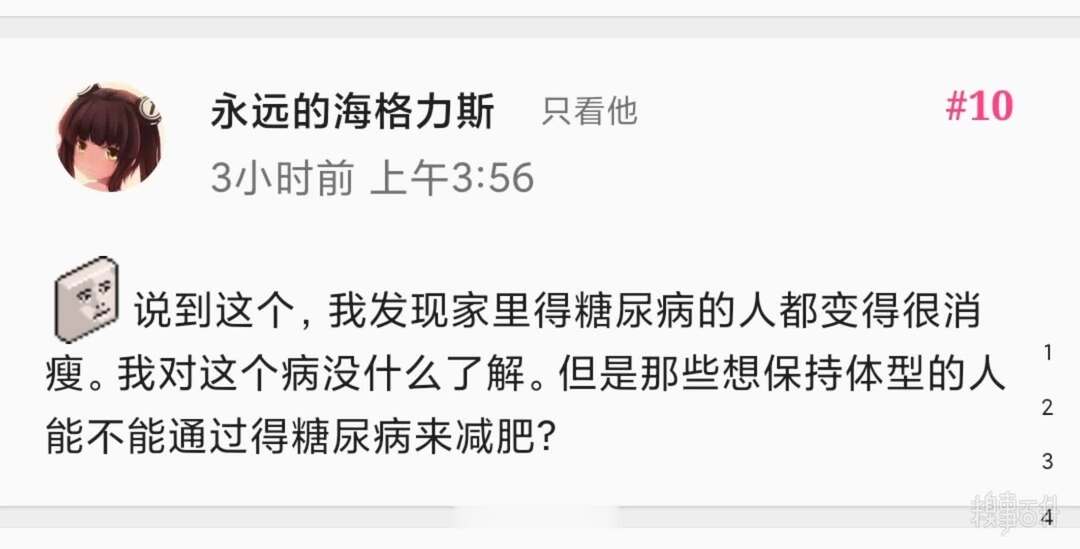 永远的海格力斯 只看他 #10
3小时前 上午3:56
说到这个，我发现家里得糖尿病的人都变得很消
瘦。我对这个病没什么了解。但是那些想保持体型的人
能不能通过得糖尿病来减肥?
1
2
3
4
糗事百科